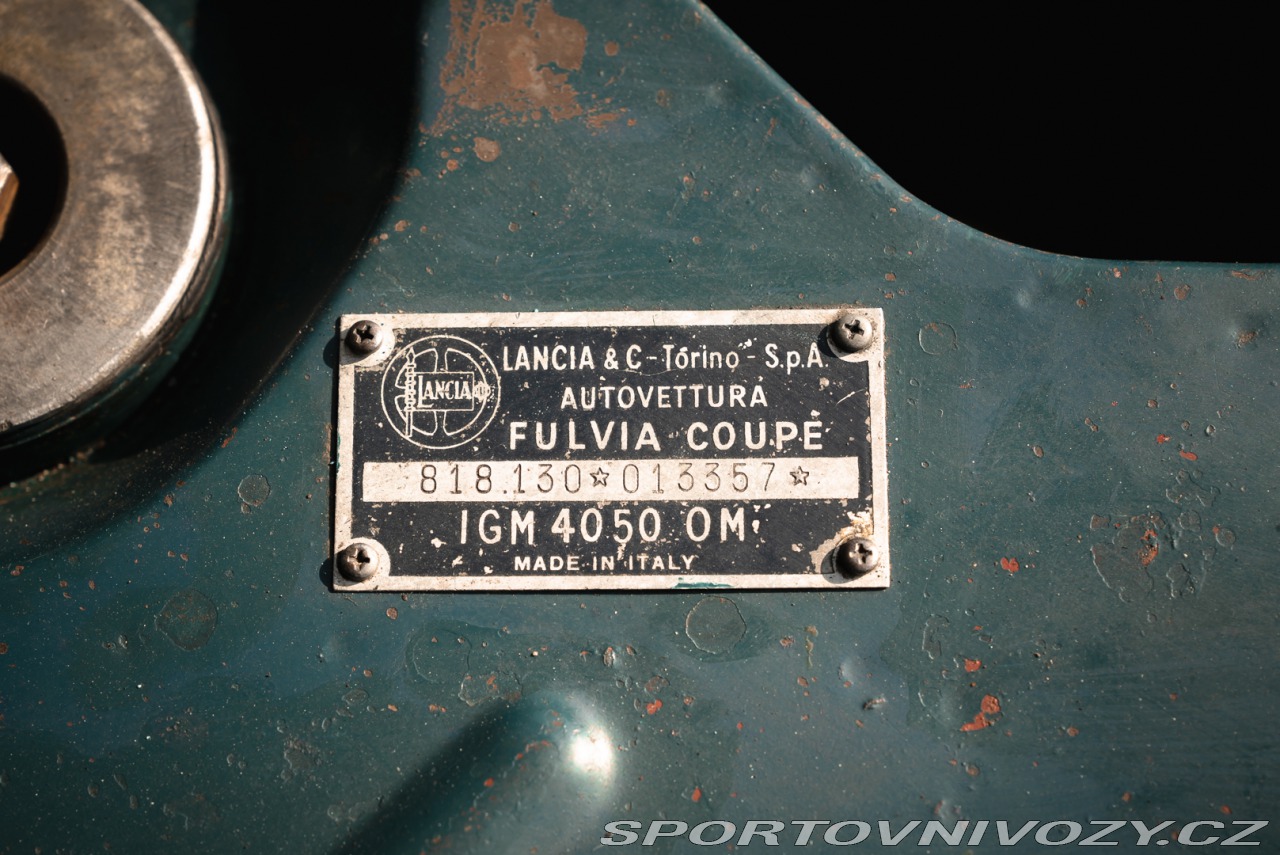 LANCIA & C - Torino - S.p.A.
LANCIA
AUTOVETTURA
FULVIA COUPÉ
818.130☆013357☆
IGM 4050 OM
MADE IN ITALY
SPORTOVNIVOZY.CZ